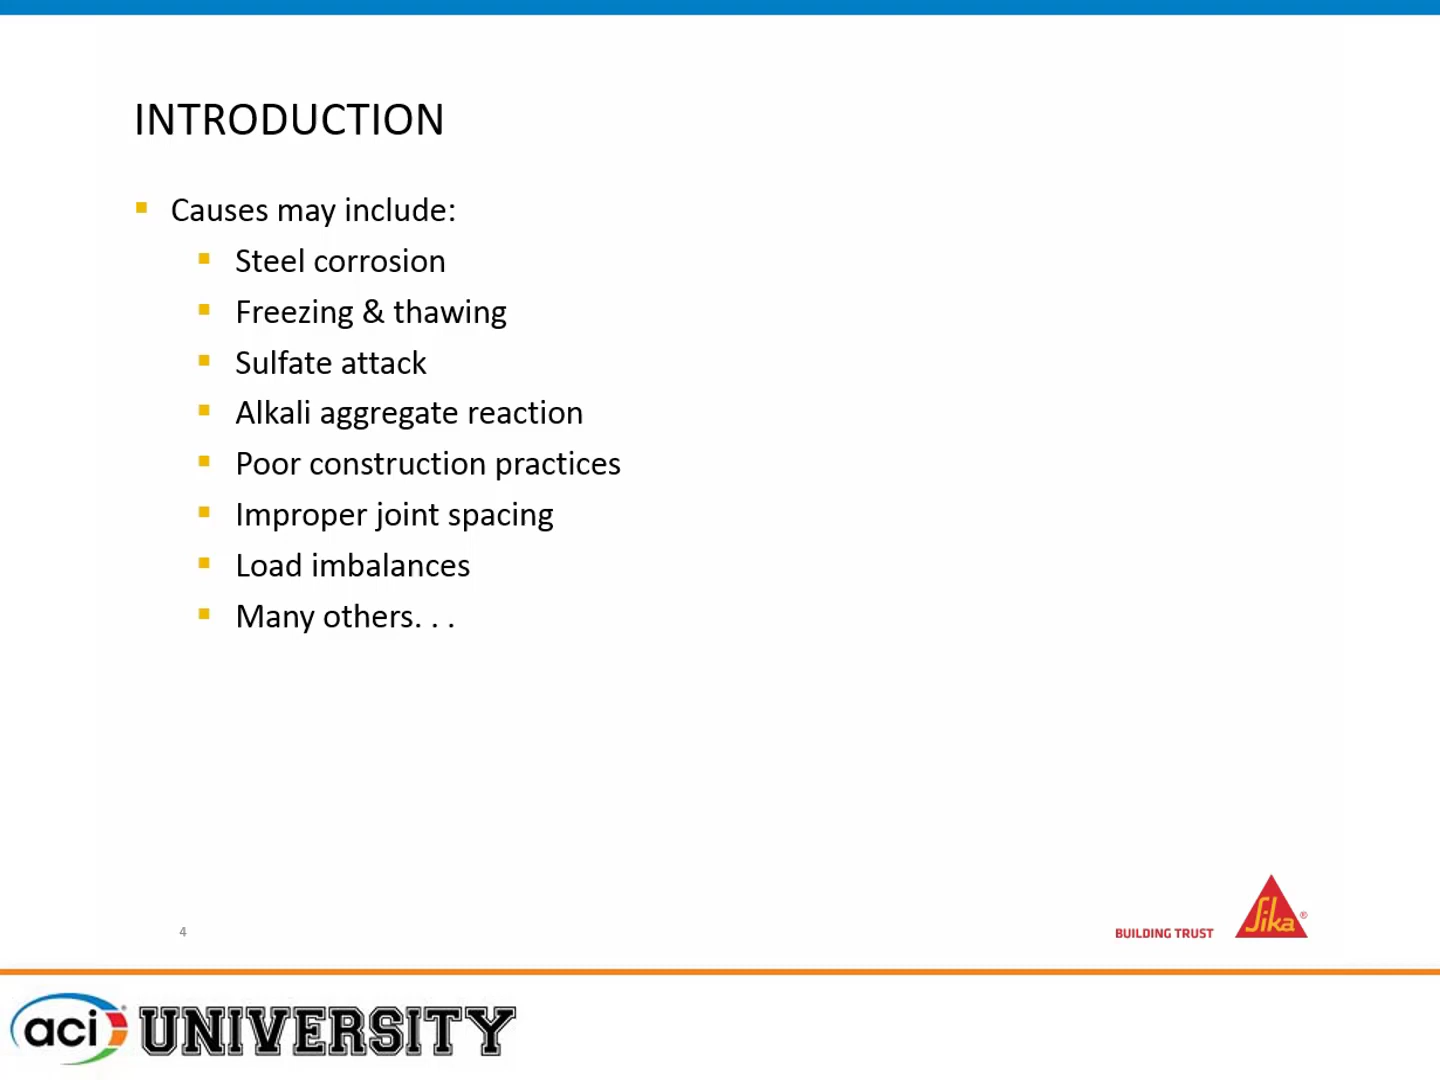 INTRODUCTION
Causes may include:
Steel corrosion
Freezing & thawing
Sulfate attack
Alkali aggregate reaction
Poor construction practices
Improper joint spacing
Load imbalances
Many others. . .
4
BUILDING TRUST
Sika®
aci UNIVERSITY